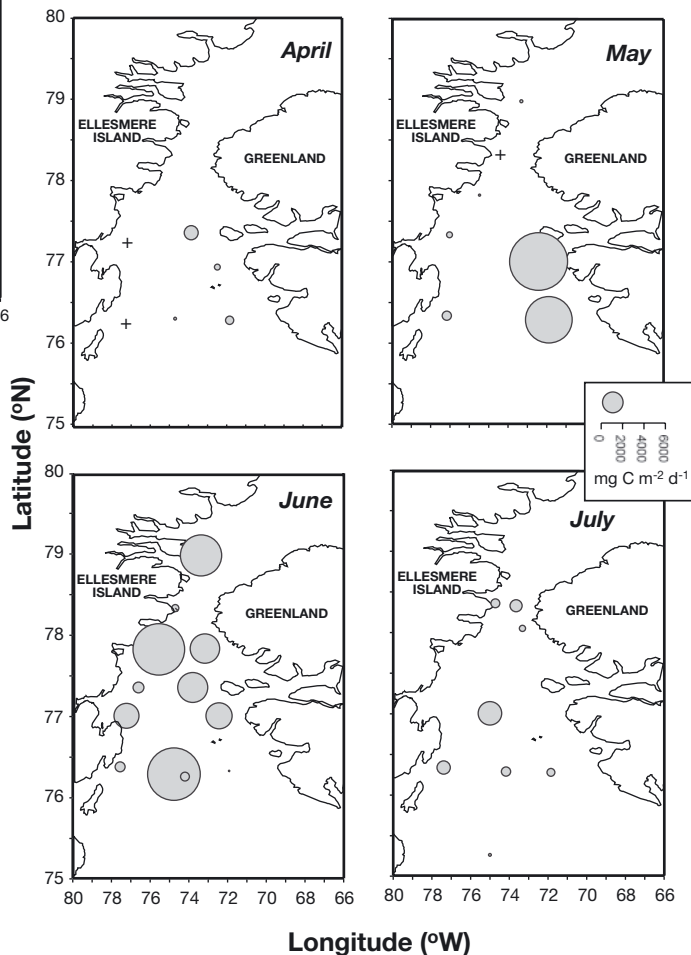 6
Latitude (ºN)
80
79
78
77
76
75
April
ELLESMERE
ISLAND
GREENLAND
May
ELLESMERE
ISLAND
GREENLAND
0
2000
4000
6000
mg C m-2 d-1
80
79
78
77
76
75
June
ELLESMERE
ISLAND
GREENLAND
80 78 76 74 72 70 68 66
July
ELLESMERE
ISLAND
GREENLAND
80 78 76 74 72 70 68 66
Longitude (ºW)